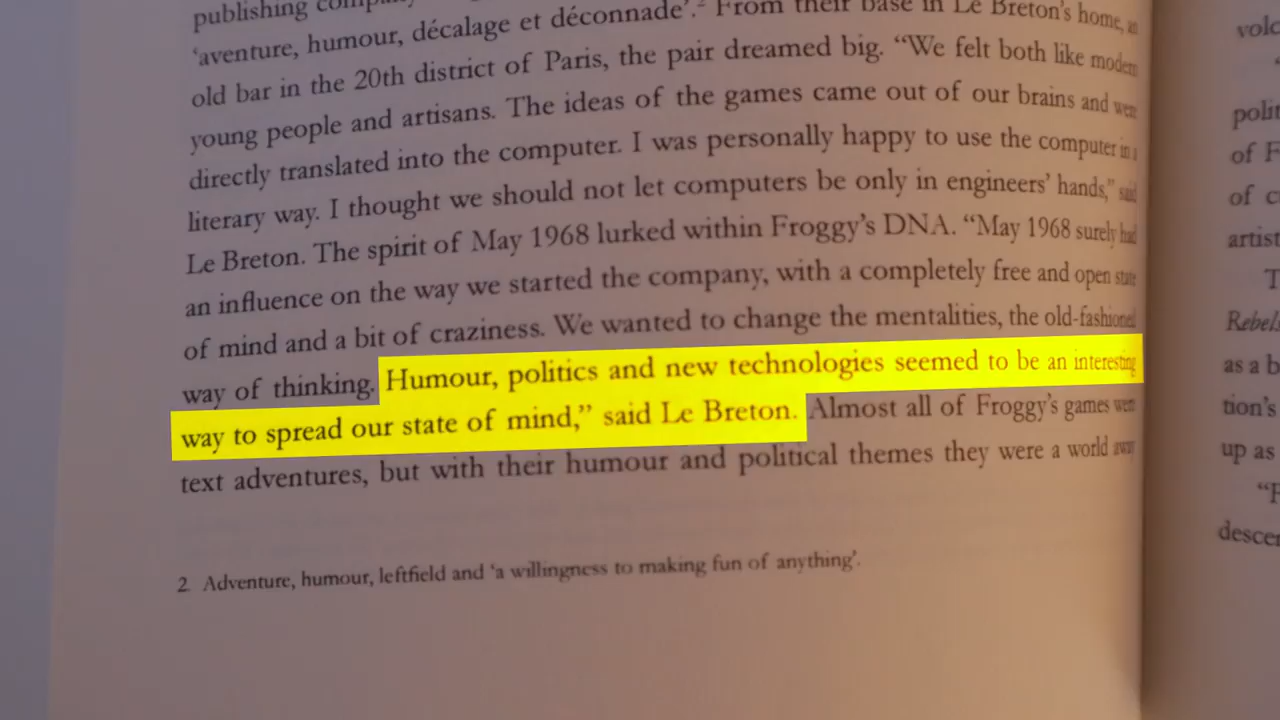 publishing
'aventure, humour, décalage et déconnade'.² From their base in Le Breton's home, an
old bar in the 20th district of Paris, the pair dreamed big. "We felt both like modern
young people and artisans. The ideas of the games came out of our brains and were
directly translated into the computer. I was personally happy to use the computer in a
literary way. I thought we should not let computers be only in engineers' hands," said
Le Breton. The spirit of May 1968 lurked within Froggy's DNA. "May 1968 surely had
an influence on the way we started the company, with a completely free and open state
of mind and a bit of craziness. We wanted to change the mentalities, the old-fashioned
way of thinking. Humour, politics and new technologies seemed to be an interesting
way to spread our state of mind," said Le Breton. Almost all of Froggy's games were
text adventures, but with their humour and political themes they were a world away
2. Adventure, humour, leftfield and 'a willingness to making fun of anything'.
volc
polit
of F
of c
artist
T
Rebel
as a b
tion's
up as
descen